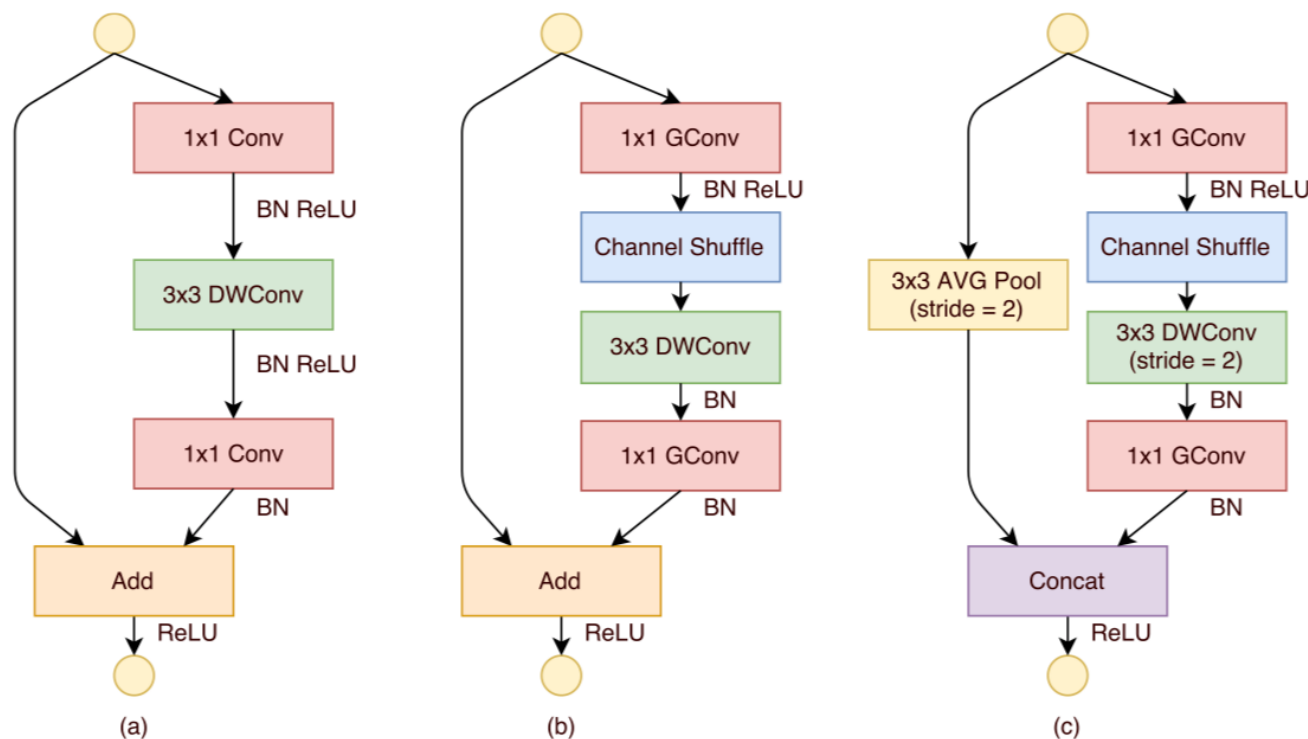 1x1 Conv
BN ReLU
3x3 DWConv
BN ReLU
1x1 Conv
BN
Add
ReLU
(a)
1x1 GConv
BN ReLU
Channel Shuffle
3x3 DWConv
BN
1x1 GConv
BN
Add
ReLU
(b)
1x1 GConv
BN ReLU
Channel Shuffle
3x3 AVG Pool
(stride = 2)
3x3 DWConv
(stride = 2)
BN
1x1 GConv
BN
Concat
ReLU
(c)